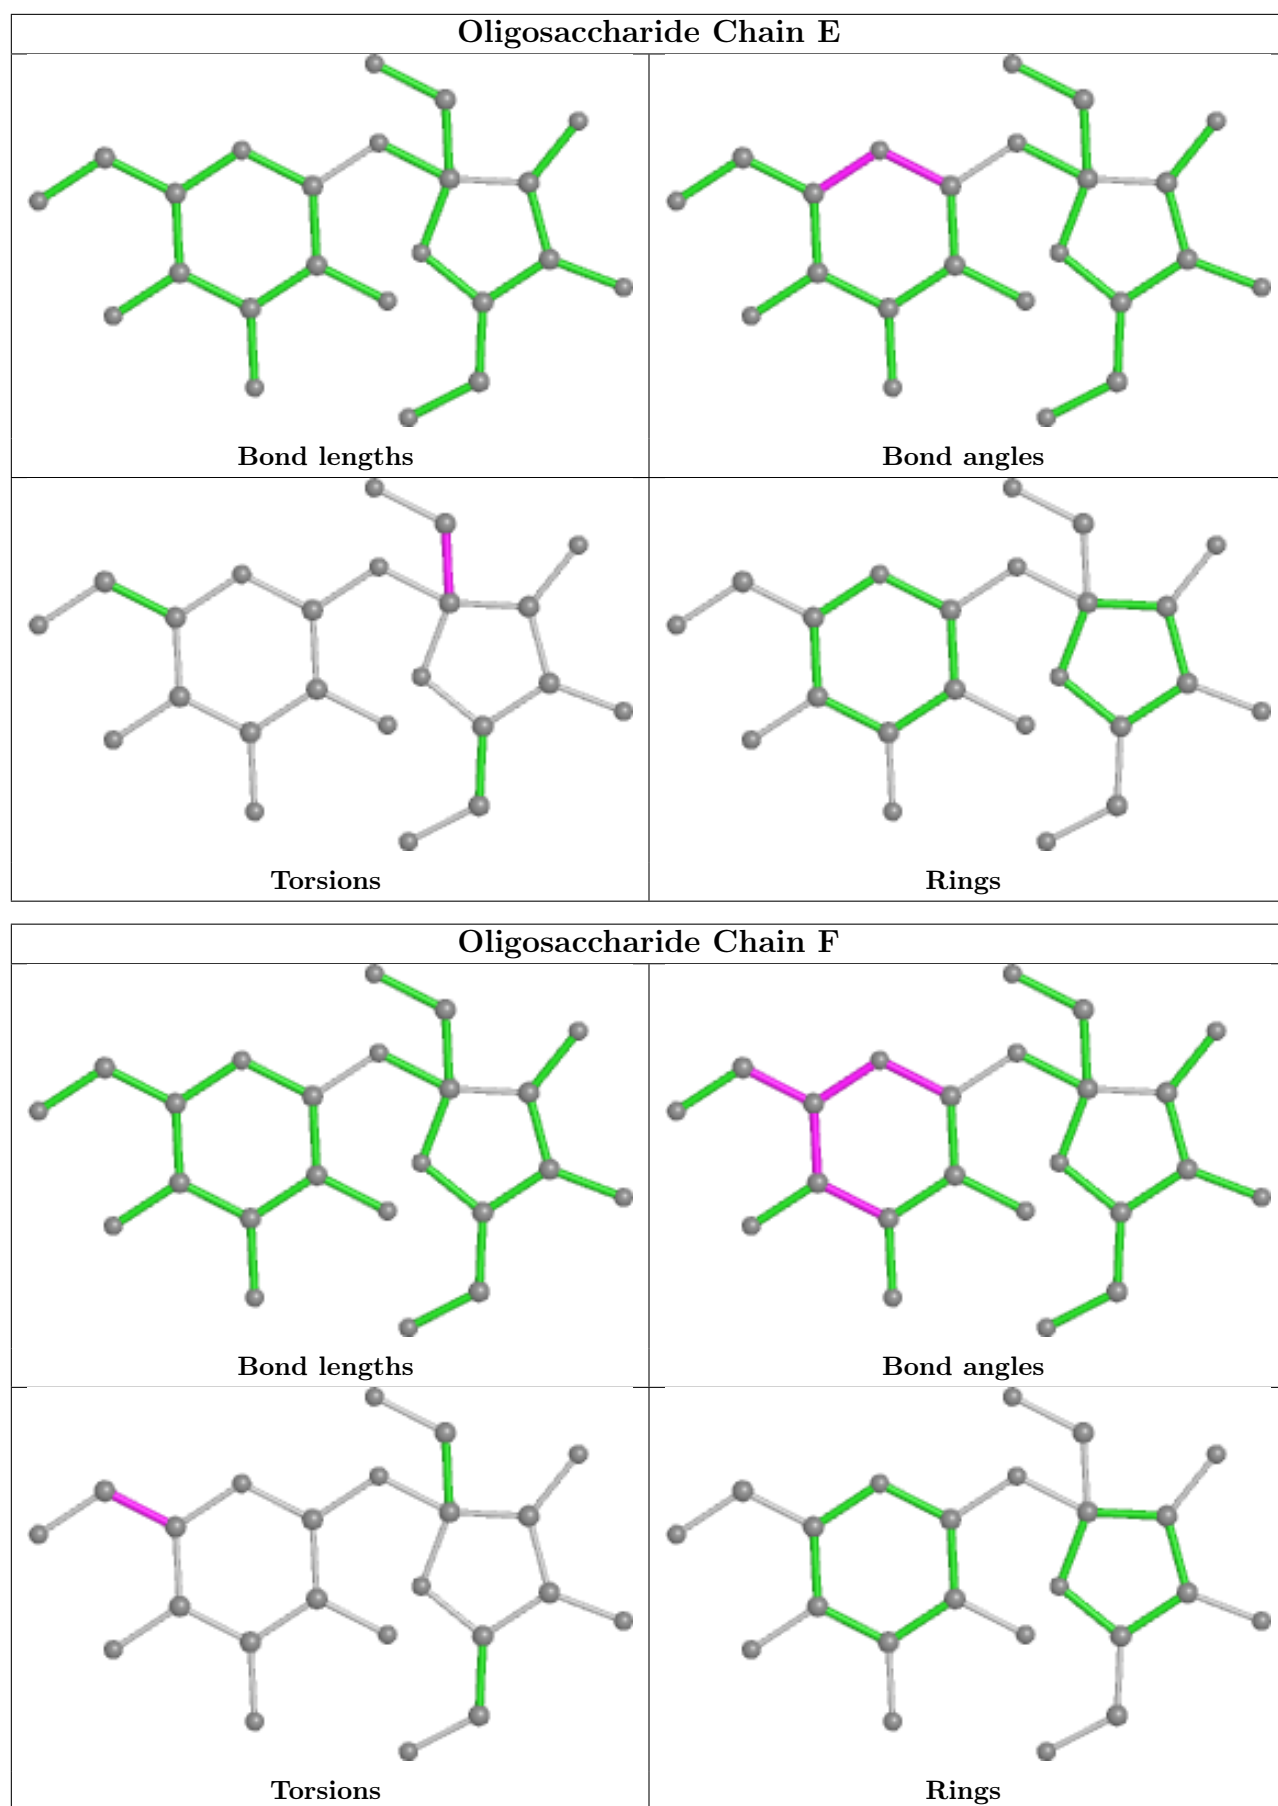 Oligosaccharide Chain E
Bond lengths
Bond angles
Torsions
Rings
Oligosaccharide Chain F
Bond lengths
Bond angles
Torsions
Rings